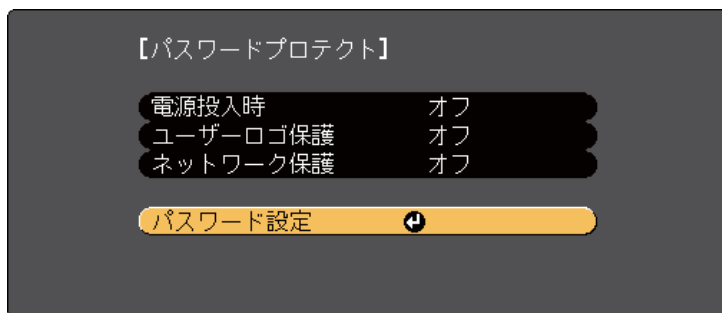 【パスワードプロテクト】
電源投入時 オフ
ユーザーロゴ保護 オフ
ネットワーク保護 オフ
パスワード設定